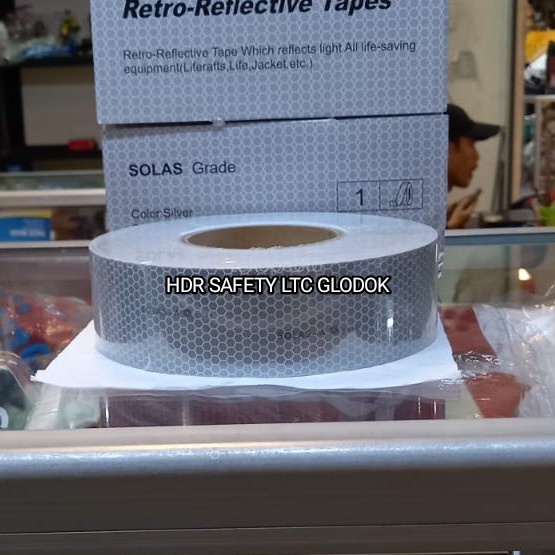 Retro-Reflective Tapes
Retro-Reflective Tape Which reflects light.All life-saving
equipment(Liferafts,Life,Jacket,etc.)
SOLAS Grade
1
Color:Silver
HDR SAFETY LTC GLODOK